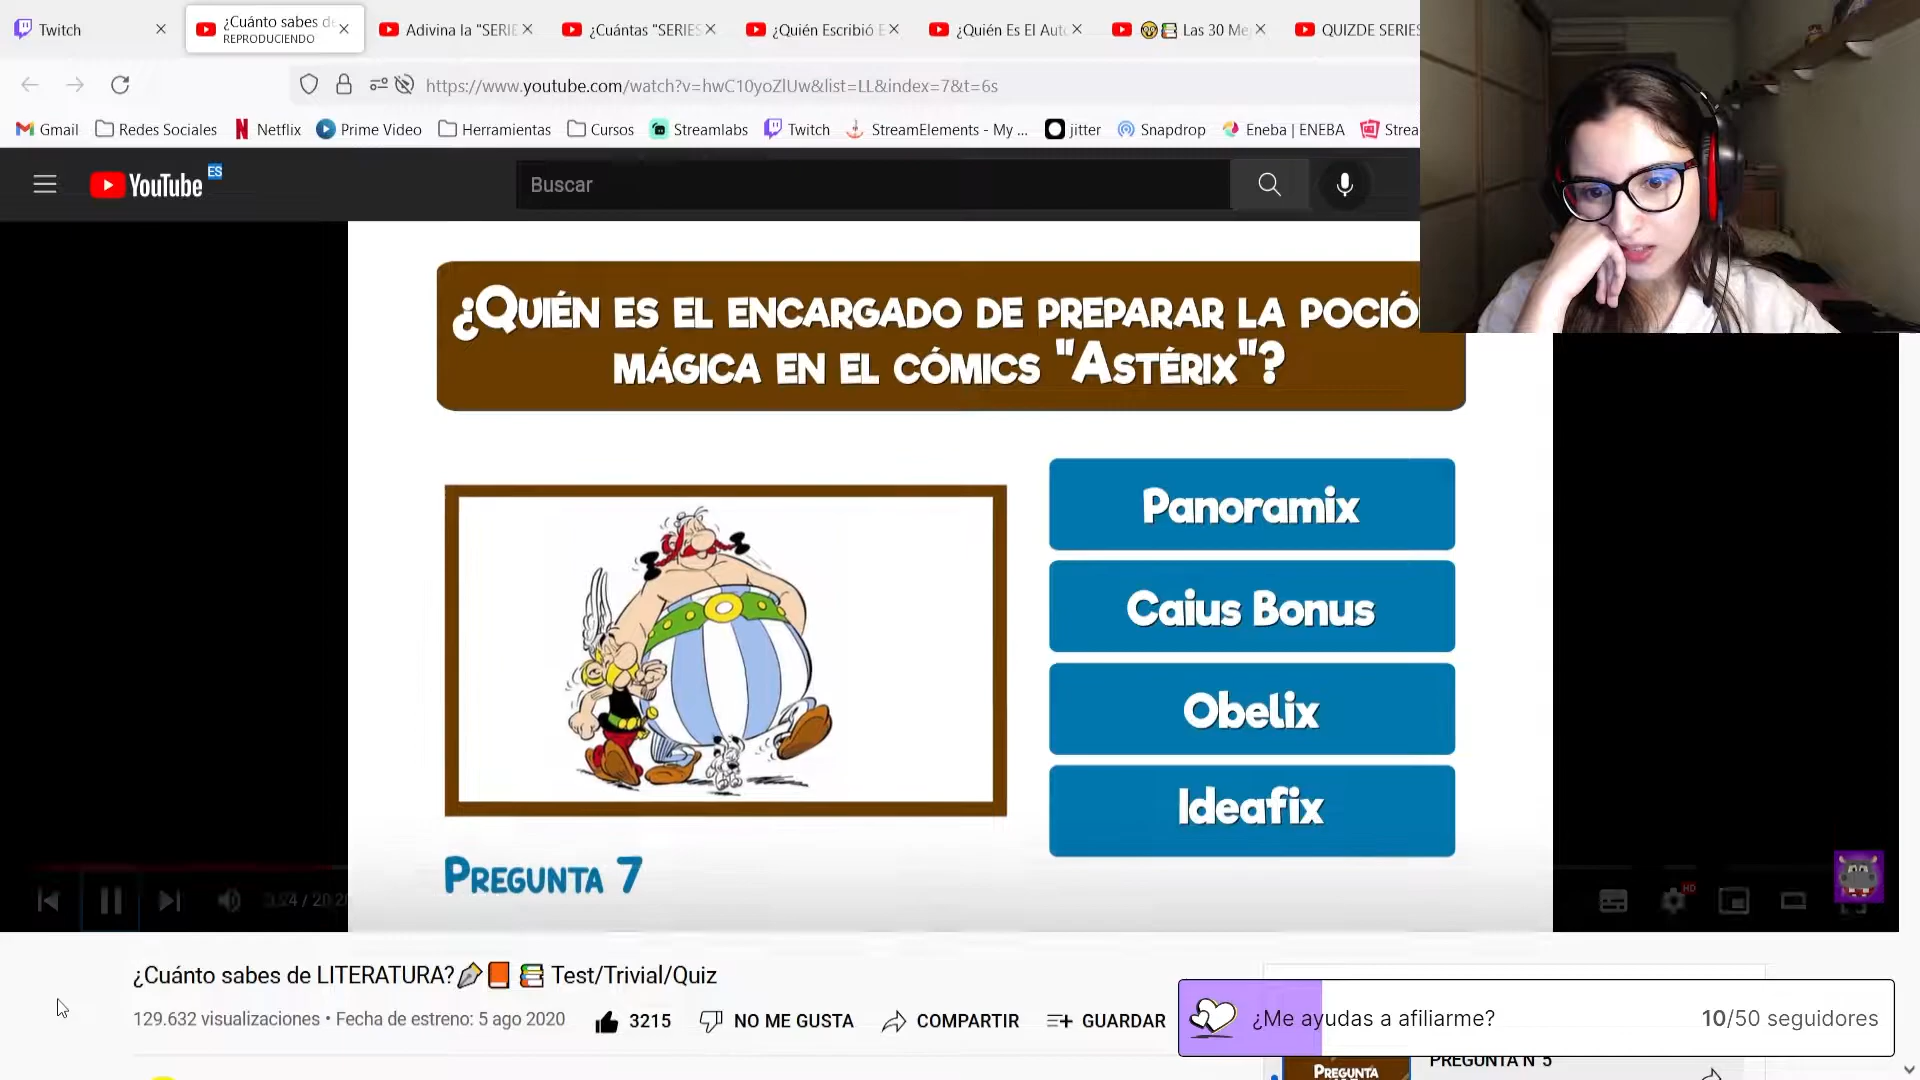 Twitch
¿Cuánto sabes de
REPRODUCIENDO
Adivina la "SERIE
¿Cuántas "SERIES
¿Quién Escribió E
¿Quién Es El Auto
Las 30 Me
QUIZDE SERIES
https://www.youtube.com/watch?v=hwC10yoZlUw&list=LL&index=7&t=6s
Gmail
Redes Sociales
Netflix
Prime Video
Herramientas
Cursos
Streamlabs
Twitch
StreamElements - My ...
jitter
Snapdrop
Eneba | ENEBA
Strea
YouTube ES
Buscar
¿Quién es el encargado de preparar la poció
mágica en el cómics "Astérix"?
Panoramix
Caius Bonus
Obelix
Ideafix
Pregunta 7
HD
¿Cuánto sabes de LITERATURA? Test/Trivial/Quiz
129.632 visualizaciones • Fecha de estreno: 5 ago 2020
3215
NO ME GUSTA
COMPARTIR
GUARDAR
¿Me ayudas a afiliarme?
10/50 seguidores
PREGUNTA Nº5
Pregunta